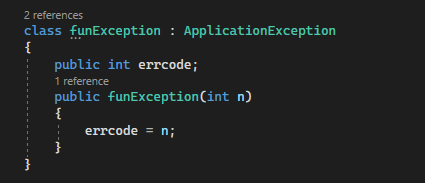 2 references
class funException : ApplicationException
{
    public int errcode;
    1 reference
    public funException(int n)
    {
        errcode = n;
    }
}